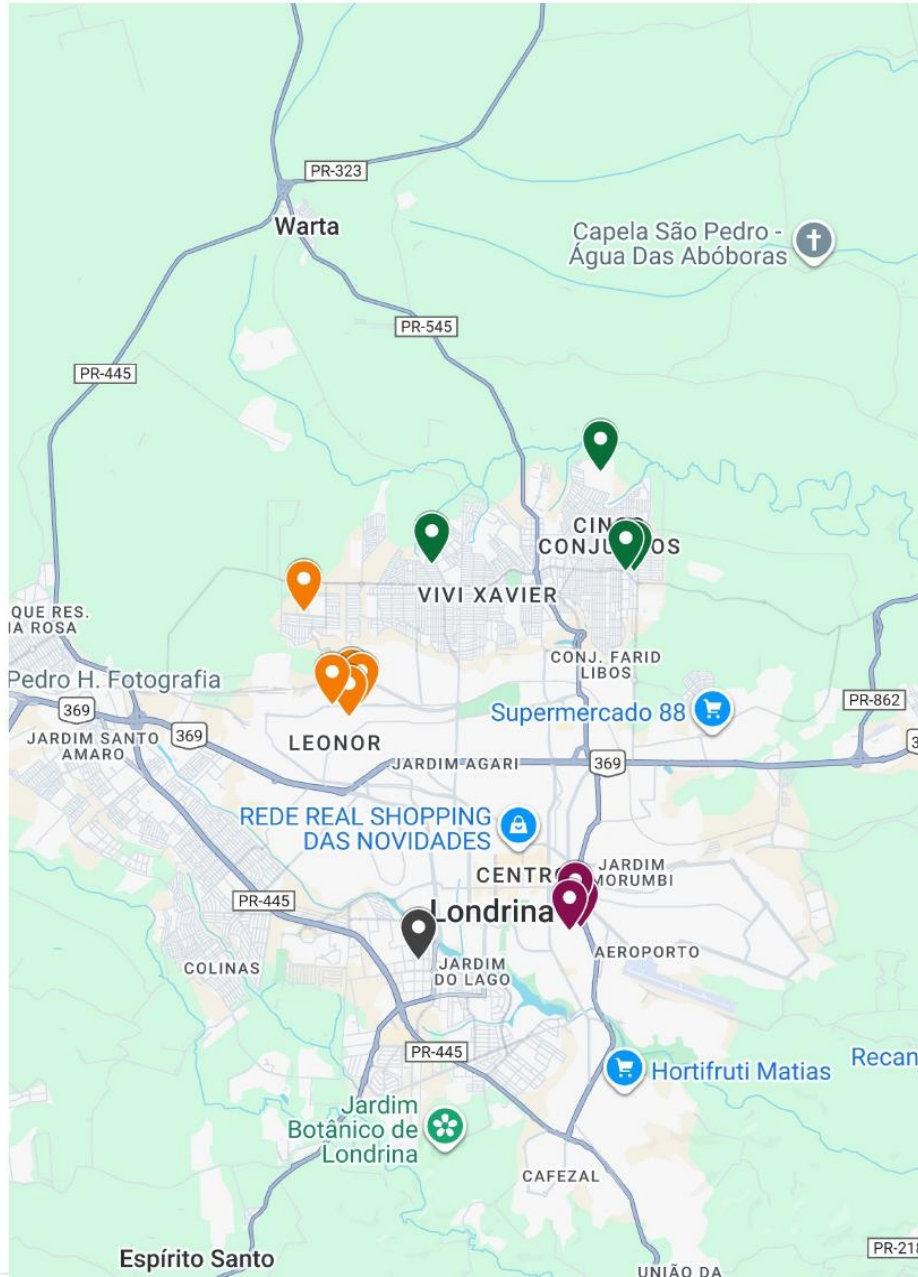 PR-323
Warta
Capela São Pedro -
Água Das Abóboras
PR-545
PR-445
CONJ
VIVI XAVIER
QUE RES.
A ROSA
CONJ. FARID
LIBOS
Pedro H. Fotografia
PR-862
369
Supermercado 88
JARDIM SANTO
AMARO
369
LEONOR
JARDIM AGARI
369
REDE REAL SHOPPING
DAS NOVIDADES
CENTRO
JARDIM
MORUMBI
PR-445
Londrina
AEROPORTO
COLINAS
JARDIM
DO LAGO
PR-445
Hortifruti Matias
Recan
Jardim
Botânico de
Londrina
CAFEZAL
Espírito Santo
PR-218
UNIÃO DA